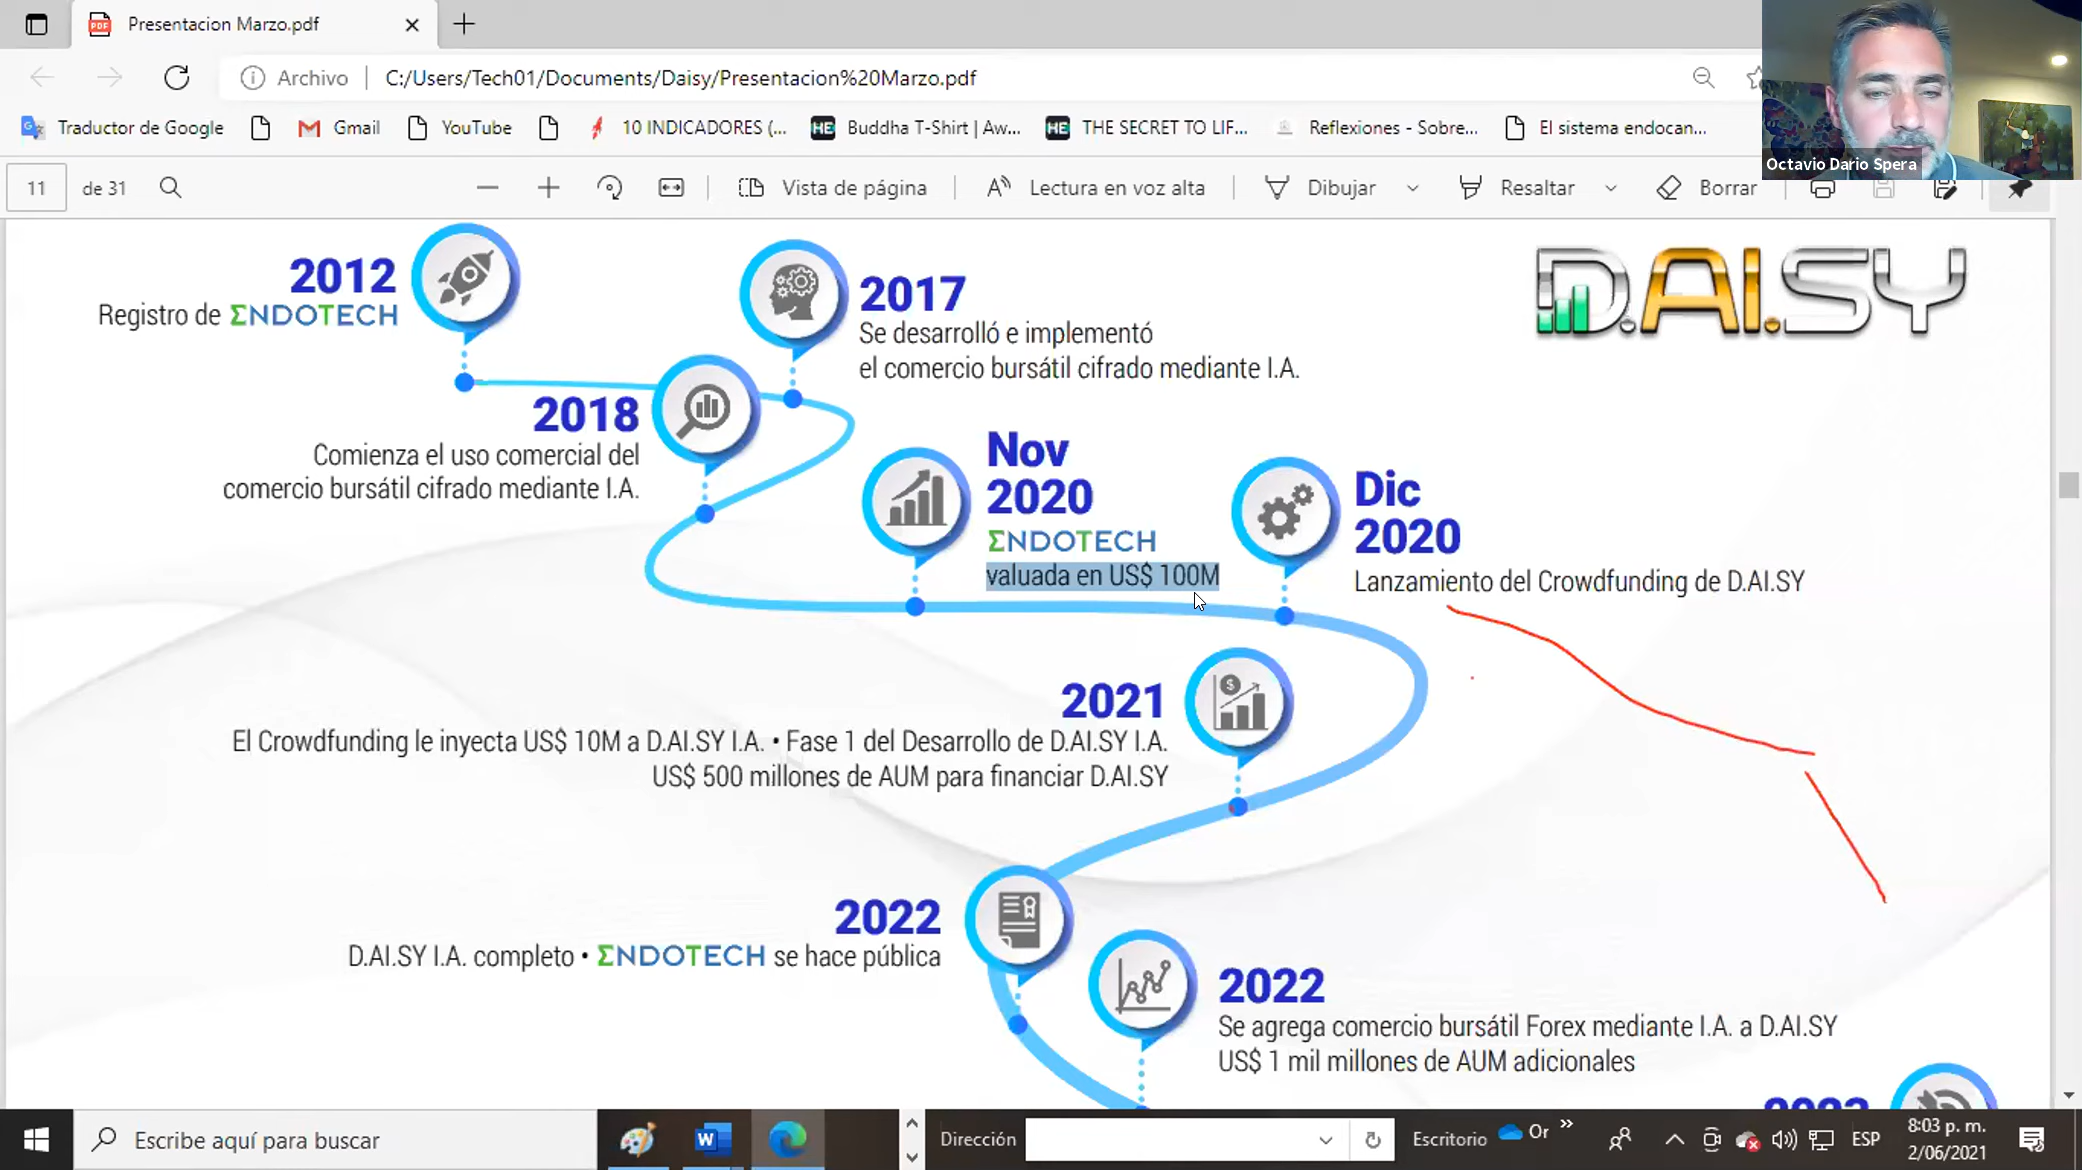 Presentacion Marzo.pdf
Archivo
C:/Users/Tech01/Documents/Daisy/Presentacion%20Marzo.pdf
Traductor de Google
Gmail
YouTube
10 INDICADORES (...
Buddha T-Shirt | Aw...
THE SECRET TO LIF...
Reflexiones - Sobre...
El sistema endocan...
Octavio Dario Spera
11 de 31
Vista de página
Lectura en voz alta
Dibujar
Resaltar
Borrar
D.AI.SY
2012
Registro de ΣNDOTECH
2017
Se desarrolló e implementó
el comercio bursátil cifrado mediante I.A.
2018
Comienza el uso comercial del
comercio bursátil cifrado mediante I.A.
Nov
2020
ΣNDOTECH
valuada en US$ 100M
Dic
2020
Lanzamiento del Crowdfunding de D.AI.SY
2021
El Crowdfunding le inyecta US$ 10M a D.AI.SY I.A. • Fase 1 del Desarrollo de D.AI.SY I.A.
US$ 500 millones de AUM para financiar D.AI.SY
2022
D.AI.SY I.A. completo • ΣNDOTECH se hace pública
2022
Se agrega comercio bursátil Forex mediante I.A. a D.AI.SY
US$ 1 mil millones de AUM adicionales
Escribe aquí para buscar
Dirección
Escritorio
Or
ESP
8:03 p. m.
2/06/2021